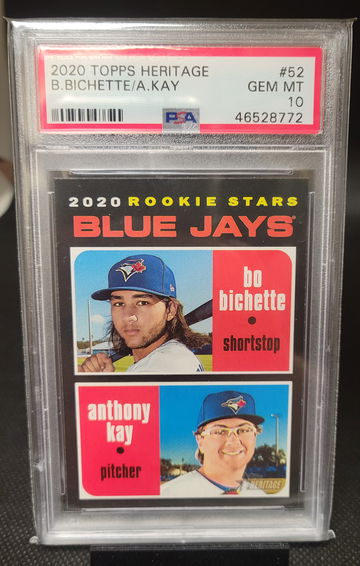 2020 TOPPS HERITAGE #52
B.BICHETTE/A.KAY GEM MT
10
PSA 46528772
2020 ROOKIE STARS
BLUE JAYS
bo
bichette
shortstop
anthony
kay
pitcher
HERITAGE